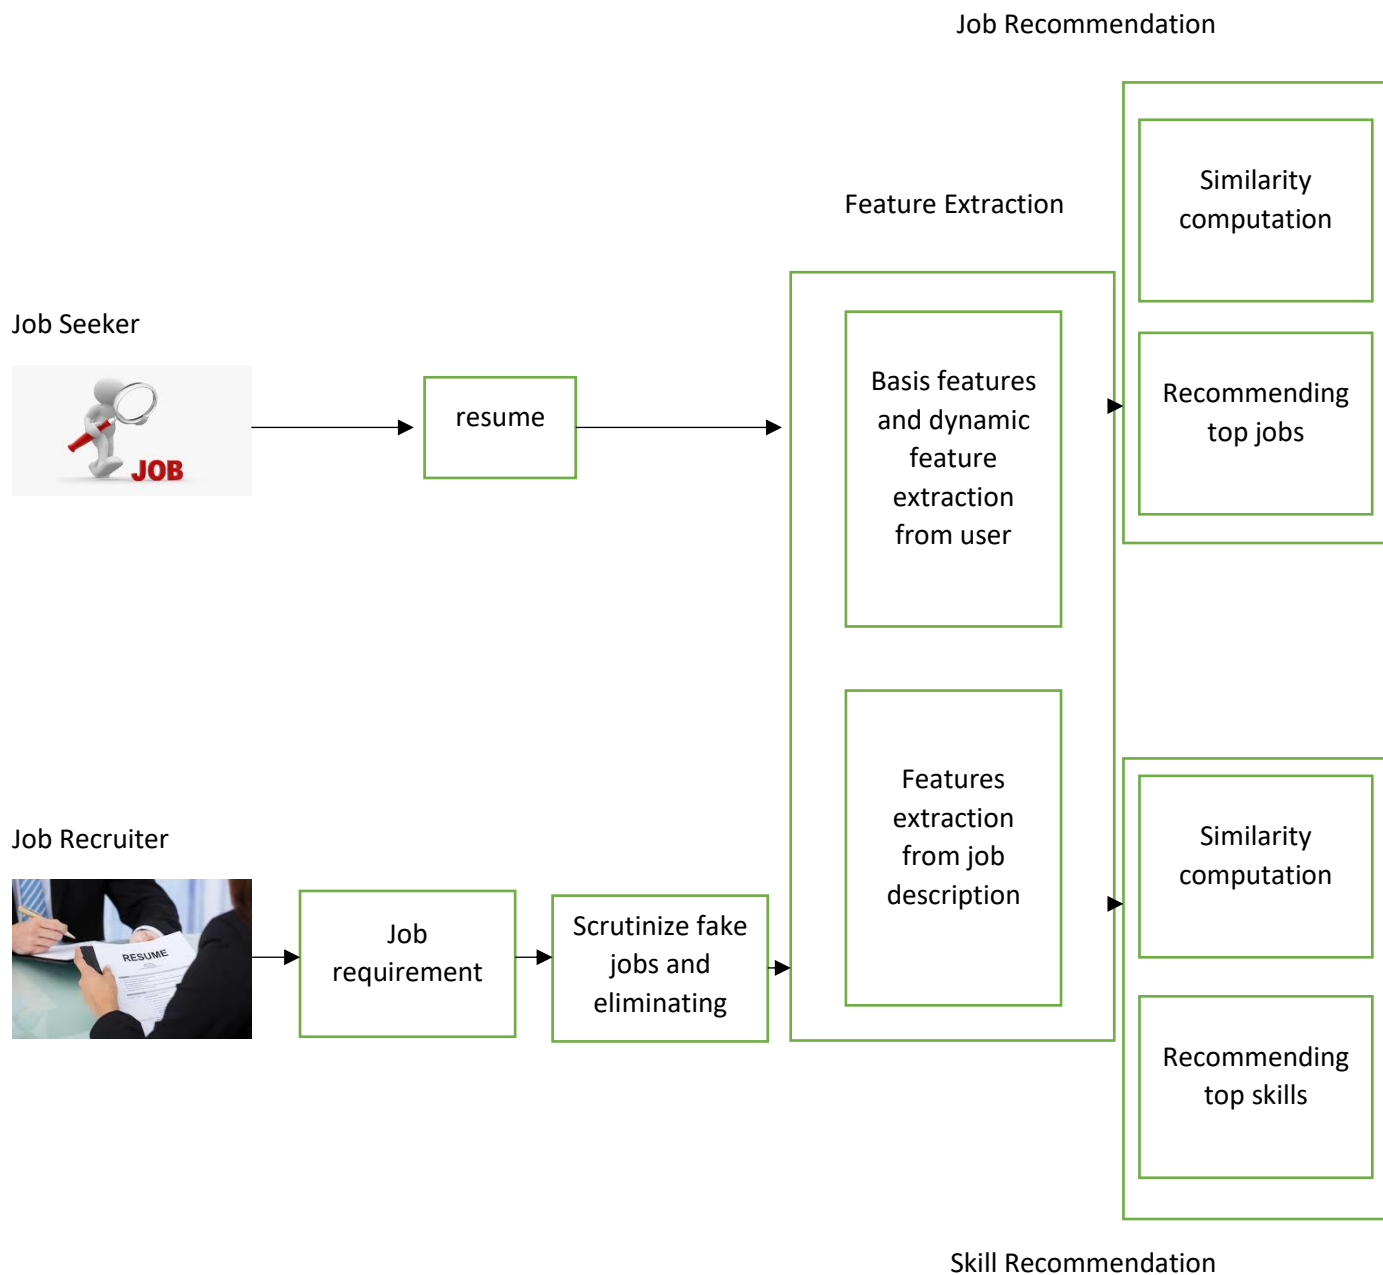 Job Recommendation
Similarity
computation
Feature Extraction
Job Seeker
JOB
resume
Basis features
and dynamic
feature
extraction
from user
Recommending
top jobs
Job Recruiter
RESUME
Job
requirement
Scrutinize fake
jobs and
eliminating
Features
extraction
from job
description
Similarity
computation
Recommending
top skills
Skill Recommendation